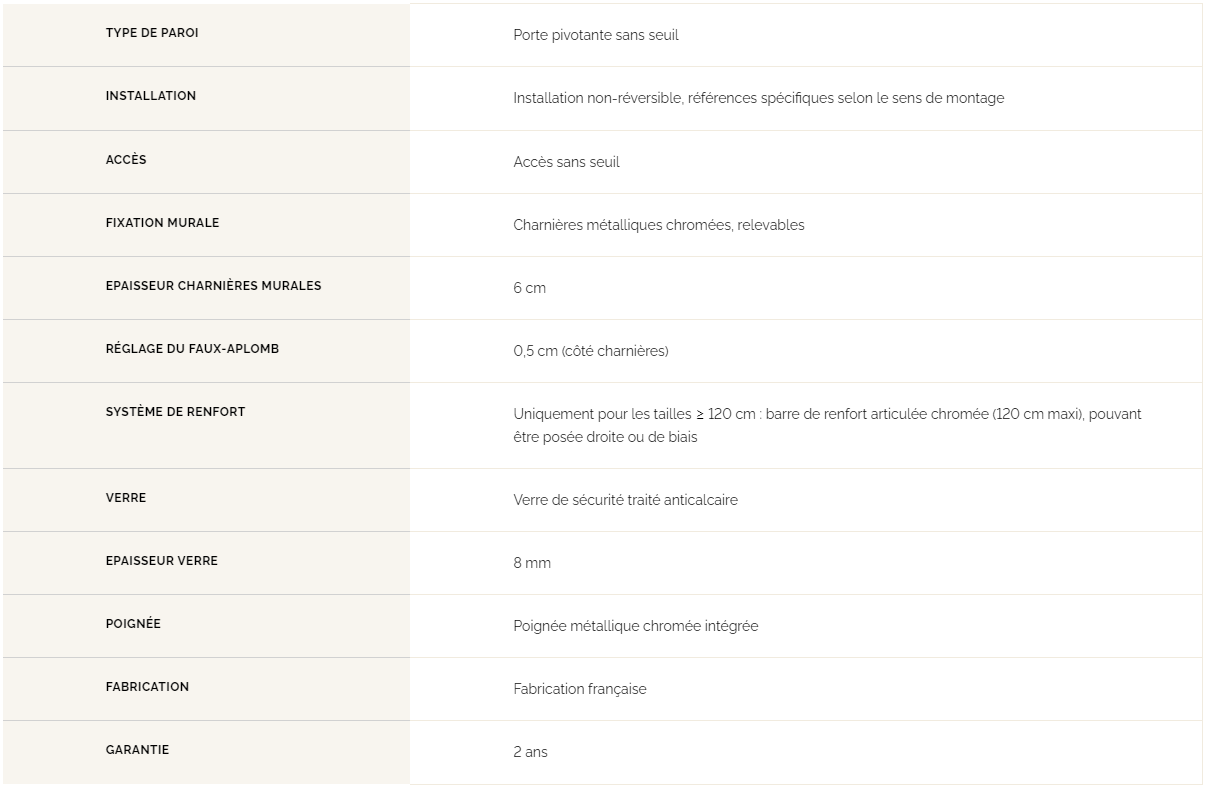 TYPE DE PAROI
Porte pivotante sans seuil
INSTALLATION
Installation non-réversible, références spécifiques selon le sens de montage
ACCÈS
Accès sans seuil
FIXATION MURALE
Charnières métalliques chromées, relevables
EPAISSEUR CHARNIÈRES MURALES
6 cm
RÉGLAGE DU FAUX-APLOMB
0,5 cm (côté charnières)
SYSTÈME DE RENFORT
Uniquement pour les tailles ≥ 120 cm : barre de renfort articulée chromée (120 cm maxi), pouvant
être posée droite ou de biais
VERRE
Verre de sécurité traité anticalcaire
EPAISSEUR VERRE
8 mm
POIGNÉE
Poignée métallique chromée intégrée
FABRICATION
Fabrication française
GARANTIE
2 ans